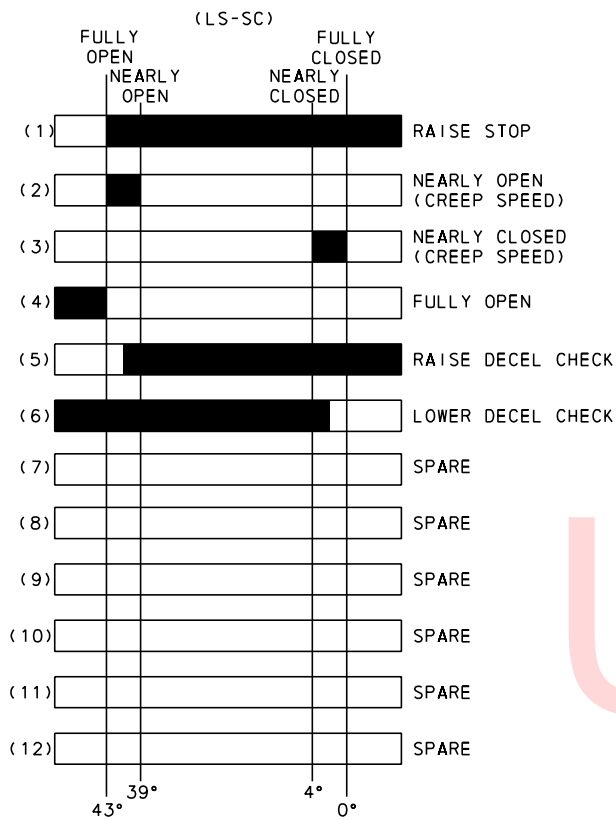 (LS-SC)
FULLY
OPEN
FULLY
CLOSED
NEARLY
OPEN
NEARLY
CLOSED
(1) RAISE STOP
(2) NEARLY OPEN
(CREEP SPEED)
(3) NEARLY CLOSED
(CREEP SPEED)
(4) FULLY OPEN
(5) RAISE DECEL CHECK
(6) LOWER DECEL CHECK
(7) SPARE
(8) SPARE
(9) SPARE
(10) SPARE
(11) SPARE
(12) SPARE
39° 4°
43° 0°